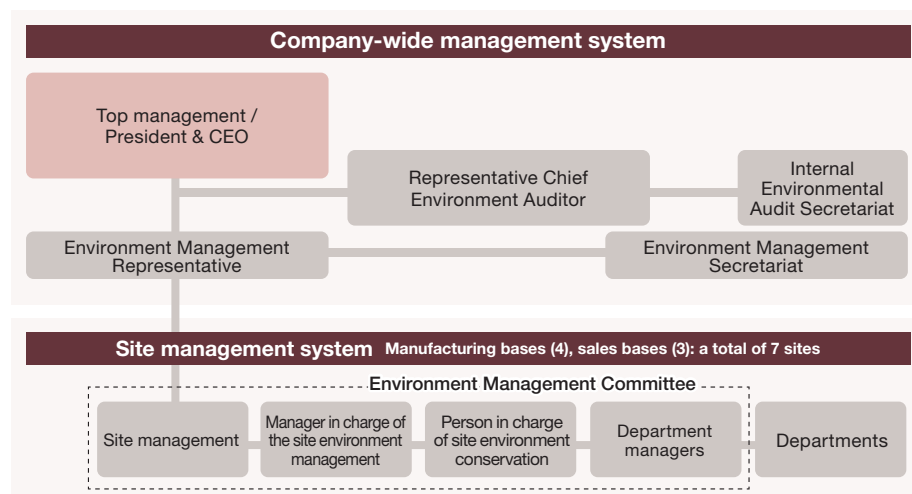 Company-wide management system
Top management /
President & CEO
Representative Chief
Environment Auditor
Internal
Environmental
Audit Secretariat
Environment Management
Representative
Environment Management
Secretariat
Site management system Manufacturing bases (4), sales bases (3): a total of 7 sites
Environment Management Committee
Site management
Manager in charge of
the site environment
management
Person in charge
of site environment
conservation
Department
managers
Departments